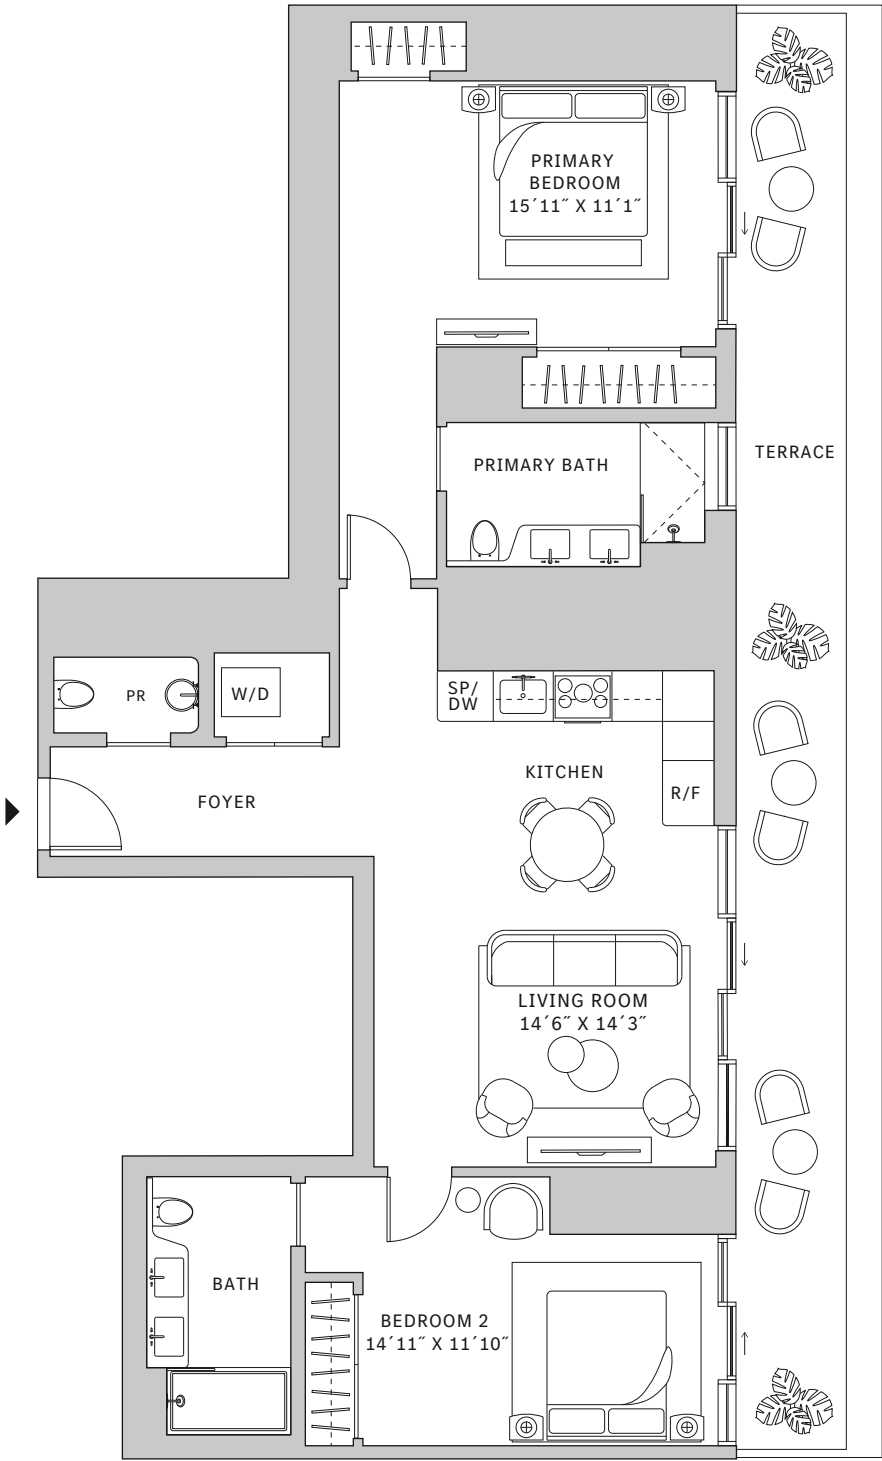 PRIMARY
BEDROOM
15´11˝ X 11´1˝
TERRACE
PRIMARY BATH
SP/
DW
PR
W/D
KITCHEN
R/F
FOYER
LIVING ROOM
14´6˝ X 14´3˝
BATH
BEDROOM 2
14´11˝ X 11´10˝